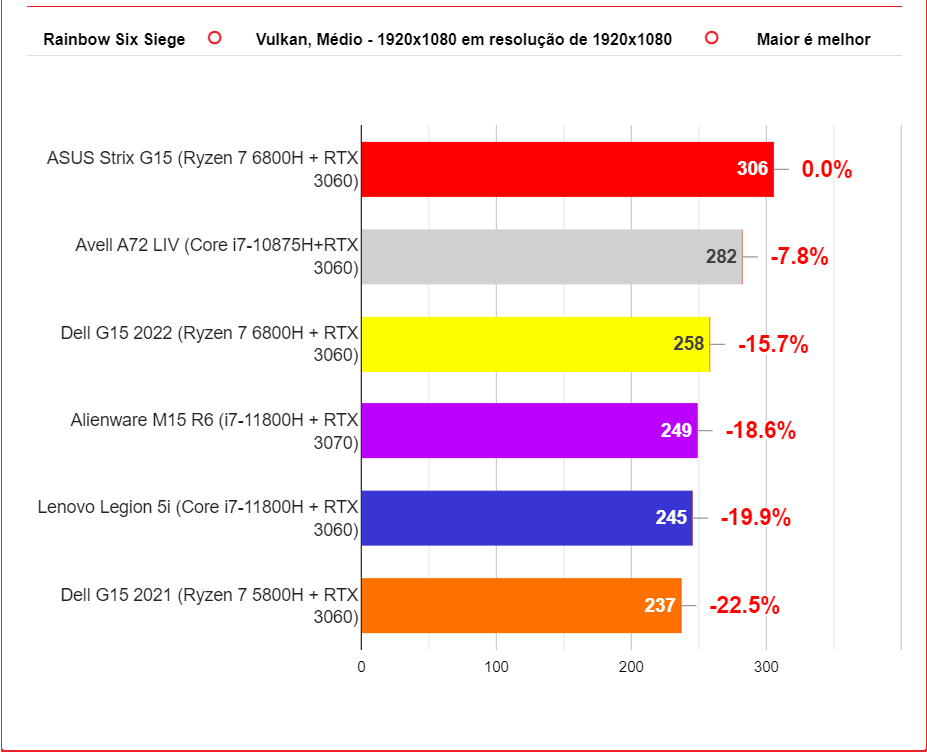 Rainbow Six Siege Vulkan, Médio - 1920x1080 em resolução de 1920x1080 Maior é melhor
ASUS Strix G15 (Ryzen 7 6800H + RTX
3060)
306 0.0%
Avell A72 LIV (Core i7-10875H+RTX
3060)
282 -7.8%
Dell G15 2022 (Ryzen 7 6800H + RTX
3060)
258 -15.7%
Alienware M15 R6 (i7-11800H + RTX
3070)
249 -18.6%
Lenovo Legion 5i (Core i7-11800H + RTX
3060)
245 -19.9%
Dell G15 2021 (Ryzen 7 5800H + RTX
3060)
237 -22.5%
0 100 200 300